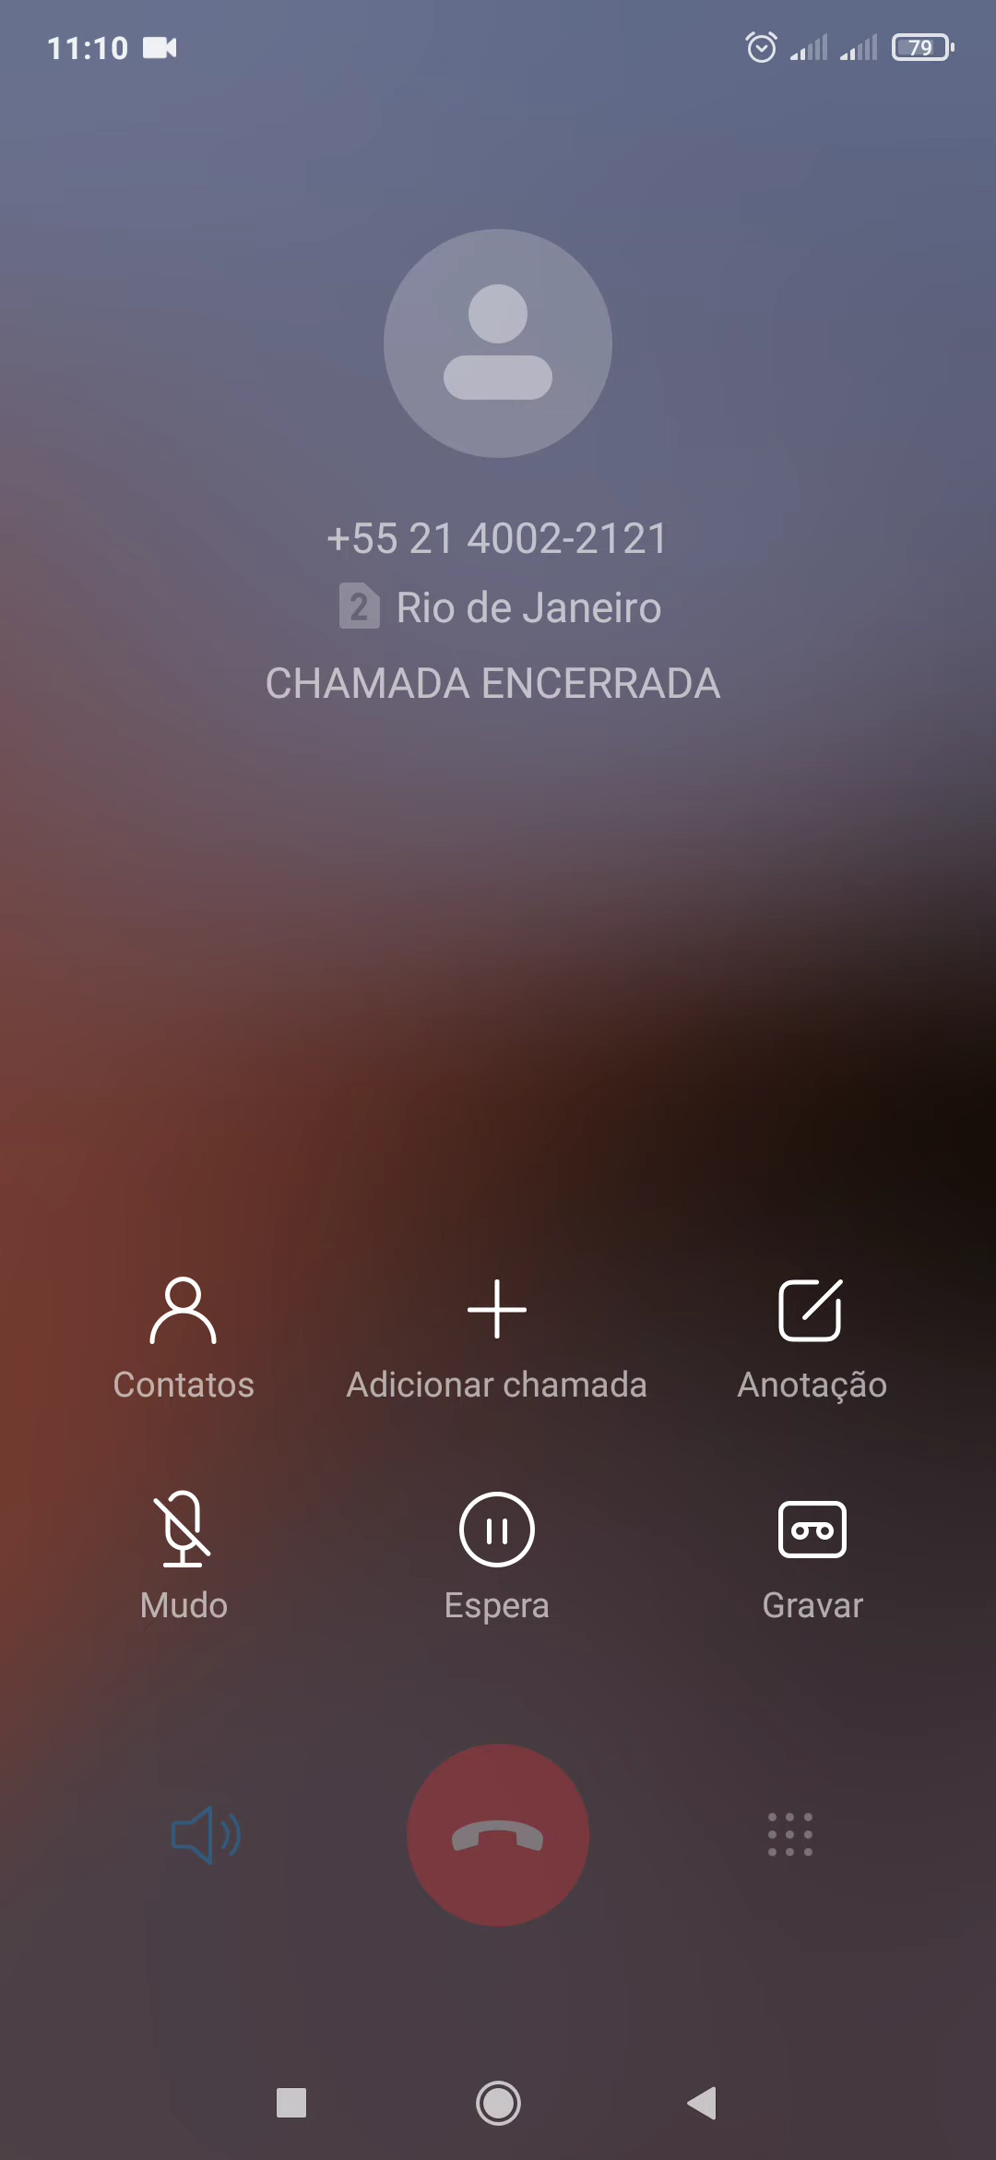 11:10
79
+55 21 4002-2121
2 Rio de Janeiro
CHAMADA ENCERRADA
Contatos
Adicionar chamada
Anotação
Mudo
Espera
Gravar